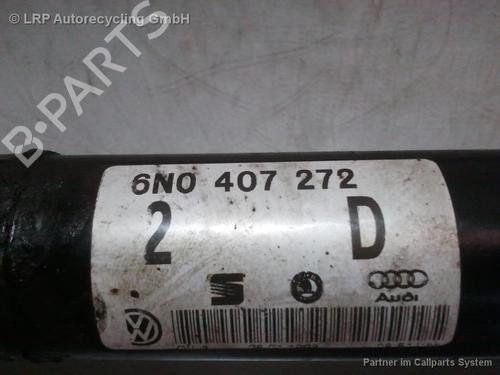 © LRP Autorecycling GmbH
B-PARTS
6N0 407 272
2 D
Audi
Partner im Callparts System